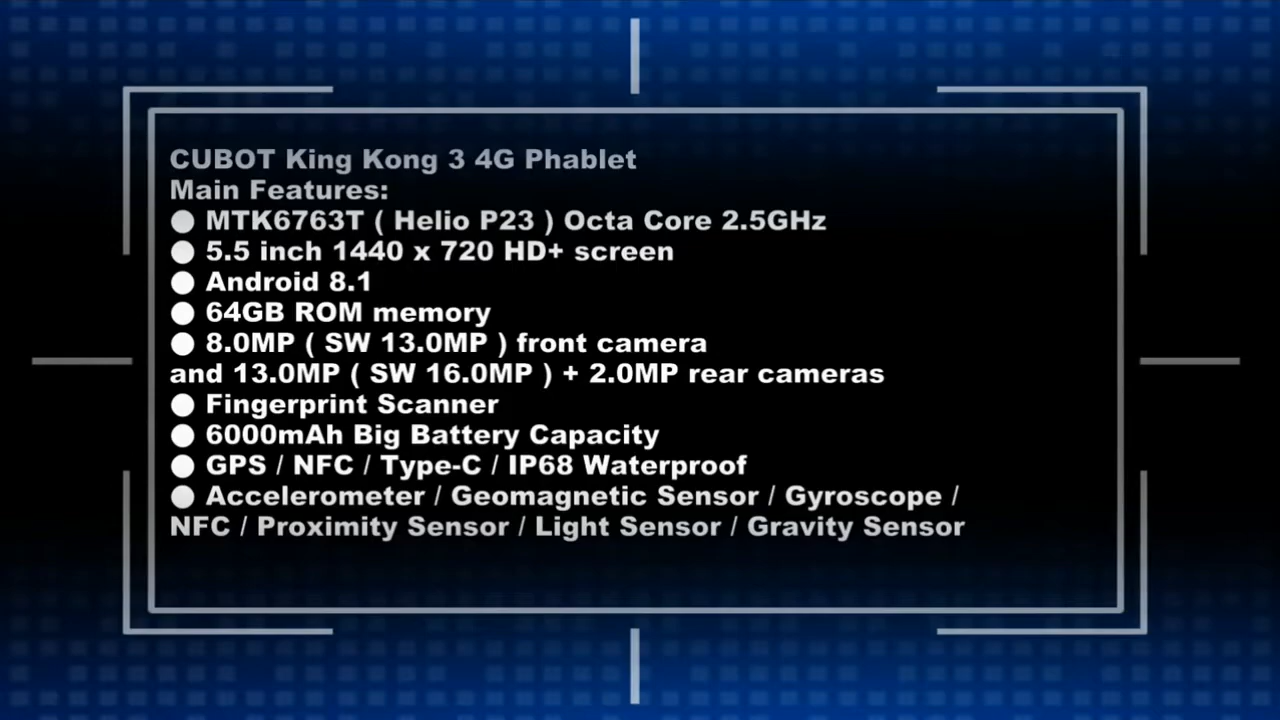 CUBOT King Kong 3 4G Phablet
Main Features:
● MTK6763T ( Helio P23 ) Octa Core 2.5GHz
● 5.5 inch 1440 x 720 HD+ screen
● Android 8.1
● 64GB ROM memory
● 8.0MP ( SW 13.0MP ) front camera
and 13.0MP ( SW 16.0MP ) + 2.0MP rear cameras
● Fingerprint Scanner
● 6000mAh Big Battery Capacity
● GPS / NFC / Type-C / IP68 Waterproof
● Accelerometer / Geomagnetic Sensor / Gyroscope /
NFC / Proximity Sensor / Light Sensor / Gravity Sensor